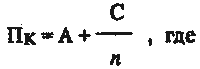 Пк = А + С/n , где